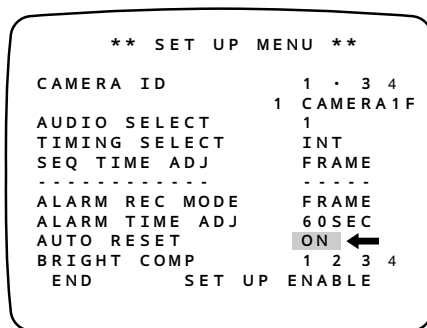 ** SET UP MENU **
CAMERA ID 1 · 3 4
1 CAMERA1F
AUDIO SELECT 1
TIMING SELECT INT
SEQ TIME ADJ FRAME
- - - - - - - - - - - - - - - - -
ALARM REC MODE FRAME
ALARM TIME ADJ 60SEC
AUTO RESET ON
BRIGHT COMP 1 2 3 4
END SET UP ENABLE